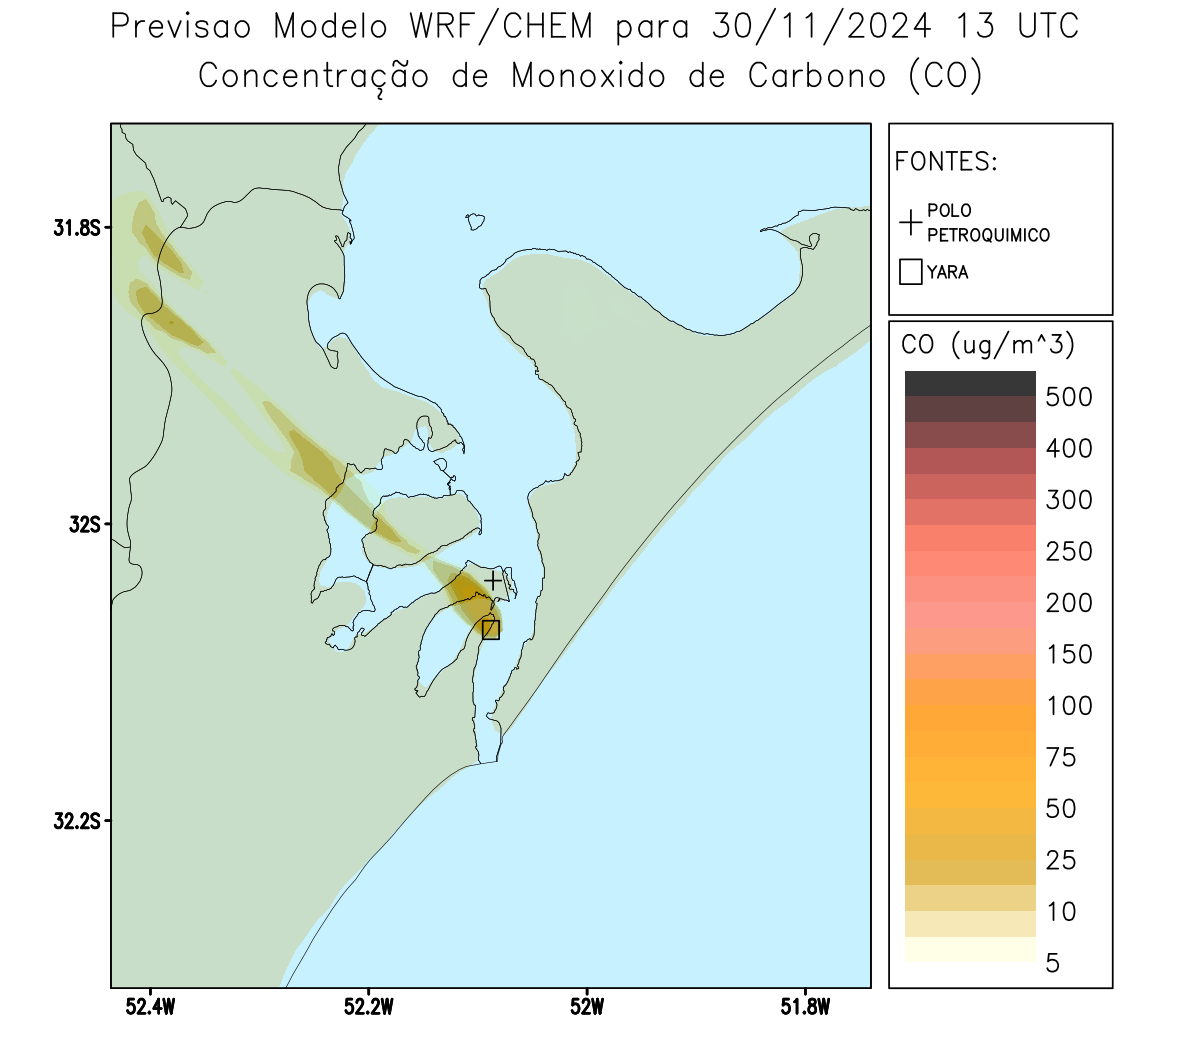 Previsao Modelo WRF/CHEM para 30/11/2024 13 UTC
Concentração de Monoxido de Carbono (CO)
FONTES:
POLO
PETROQUIMICO
YARA
CO (ug/m^3)
500
400
300
250
200
150
100
75
50
25
10
5
31.8S
32S
32.2S
52.4W
52.2W
52W
51.8W